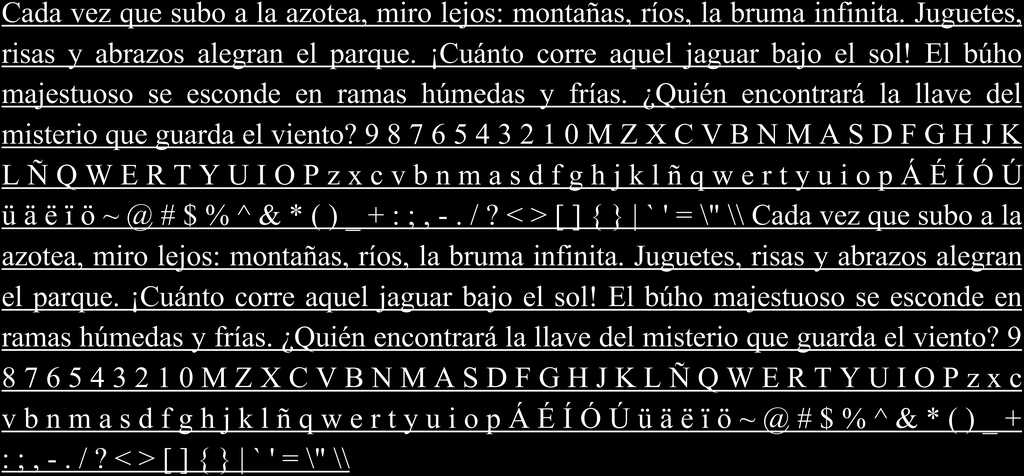 Cada vez que subo a la azotea, miro lejos: montañas, ríos, la bruma infinita. Juguetes,
risas y abrazos alegran el parque. ¡Cuánto corre aquel jaguar bajo el sol! El búho
majestuoso se esconde en ramas húmedas y frías. ¿Quién encontrará la llave del
misterio que guarda el viento? 9 8 7 6 5 4 3 2 1 0 M Z X C V B N M A S D F G H J K
L Ñ Q W E R T Y U I O P z x c v b n m a s d f g h j k l ñ q w e r t y u i o p Á É Í Ó Ú
ü ä ë ï ö ~ @ # $ % ^ & * ( ) _ + : ; , - . / ? < > [ ] { } | ` ' = \" \\ Cada vez que subo a la
azotea, miro lejos: montañas, ríos, la bruma infinita. Juguetes, risas y abrazos alegran
el parque. ¡Cuánto corre aquel jaguar bajo el sol! El búho majestuoso se esconde en
ramas húmedas y frías. ¿Quién encontrará la llave del misterio que guarda el viento? 9
8 7 6 5 4 3 2 1 0 M Z X C V B N M A S D F G H J K L Ñ Q W E R T Y U I O P z x c
v b n m a s d f g h j k l ñ q w e r t y u i o p Á É Í Ó Ú ü ä ë ï ö ~ @ # $ % ^ & * ( ) _ +
: ; , - . / ? < > [ ] { } | ` ' = \" \\